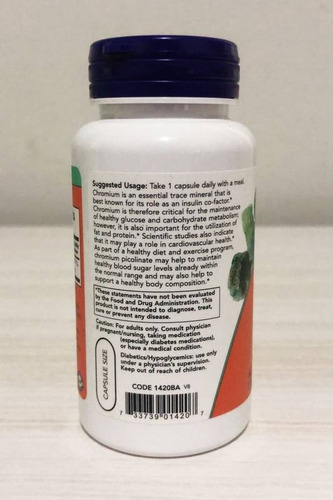 Suggested Usage: Take 1 capsule daily with a meal.
Chromium is an essential trace mineral that is
best known for its role as an insulin co-factor.*
Chromium is therefore critical for the maintenance
of healthy glucose and carbohydrate metabolism;
however, it is also important for the utilization of
fat and protein.* Scientific studies also indicate
that it may play a role in cardiovascular health.*
As part of a healthy diet and exercise program,
chromium picolinate may help to maintain
healthy blood sugar levels already within
the normal range and may also help to
support a healthy body composition.*
*These statements have not been evaluated
by the Food and Drug Administration. This
product is not intended to diagnose, treat,
cure or prevent any disease.
Caution: For adults only. Consult physician
if pregnant/nursing, taking medication
(especially diabetes medications),
or have a medical condition.
Diabetics/Hypoglycemics: use only
under a physician's supervision.
Keep out of reach of children.
CAPSULE SIZE
CODE 1420BA V8
7 33739 01420 7